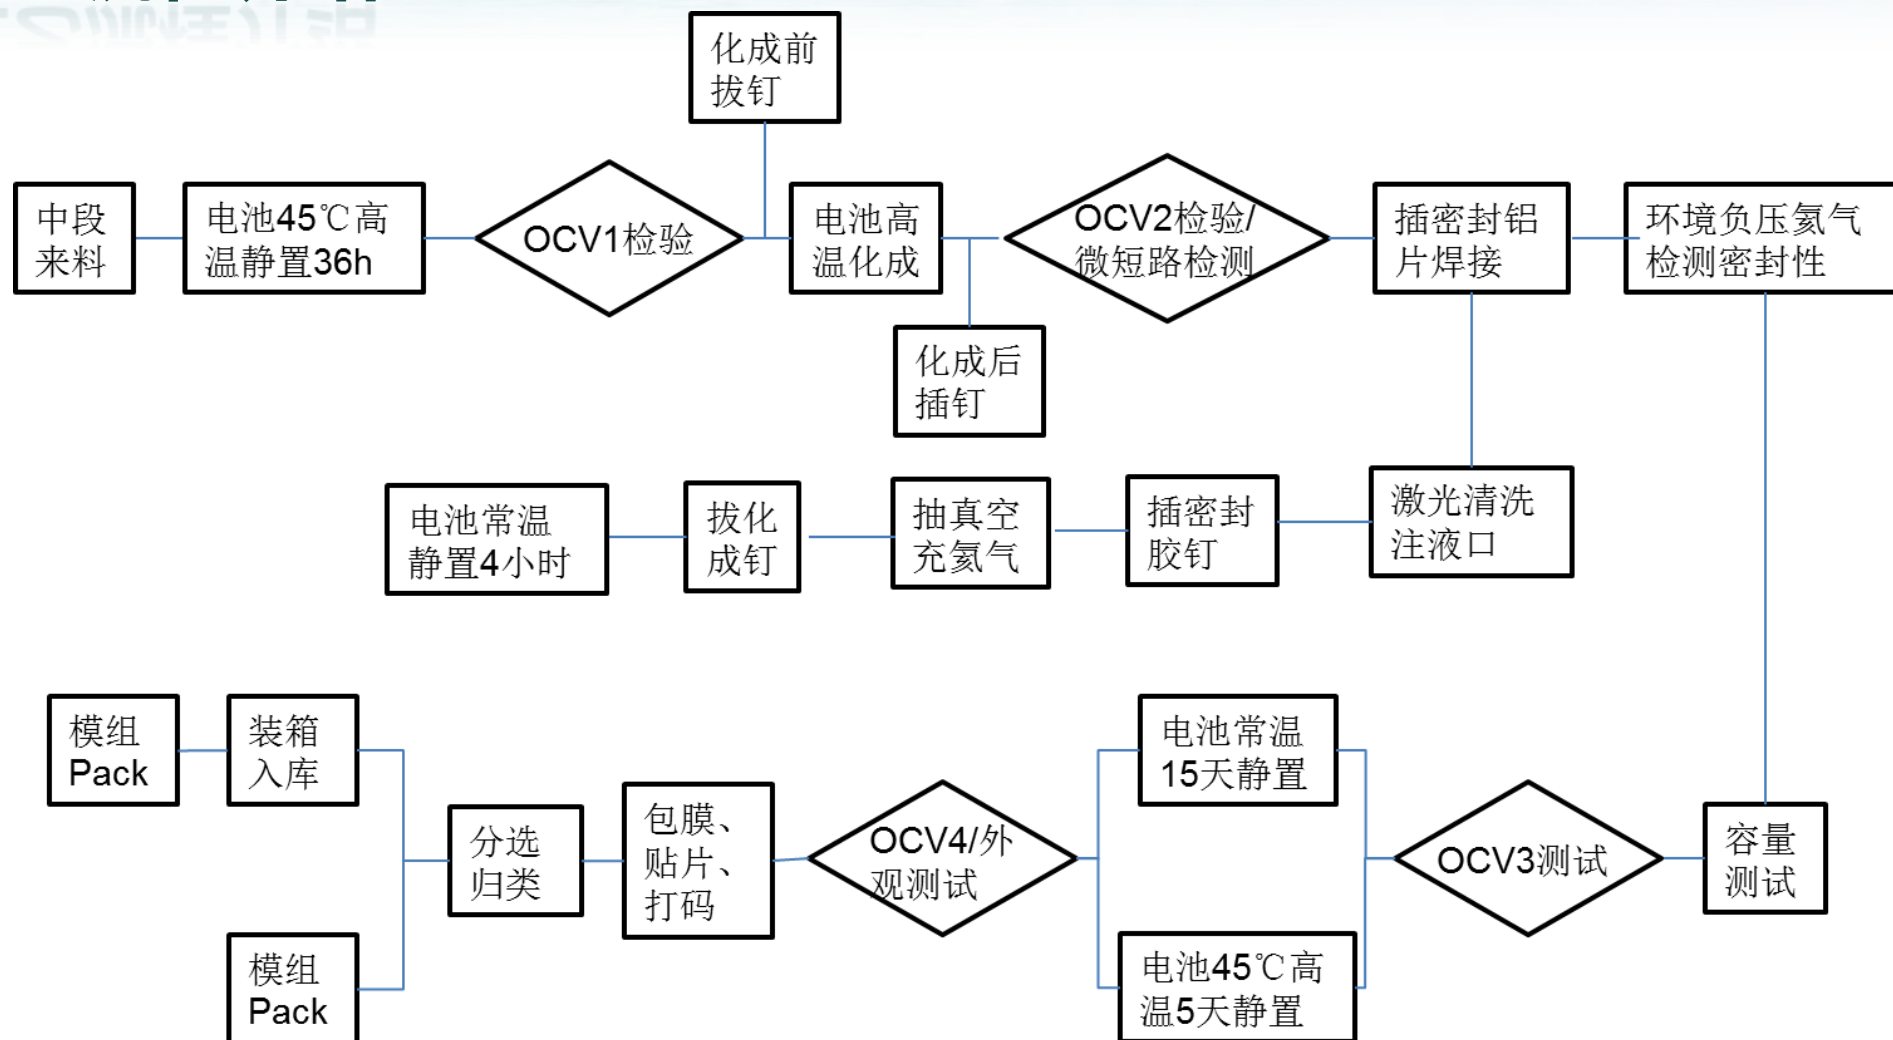 化成前
拔钉
中段
来料
电池45℃高
温静置36h
OCV1检验
电池高
温化成
OCV2检验/
微短路检测
插密封铝
片焊接
环境负压氦气
检测密封性
化成后
插钉
电池常温
静置4小时
拔化
成钉
抽真空
充氦气
插密封
胶钉
激光清洗
注液口
模组
Pack
装箱
入库
分选
归类
包膜、
贴片、
打码
OCV4/外
观测试
电池常温
15天静置
OCV3测试
容量
测试
模组
Pack
电池45℃高
温5天静置